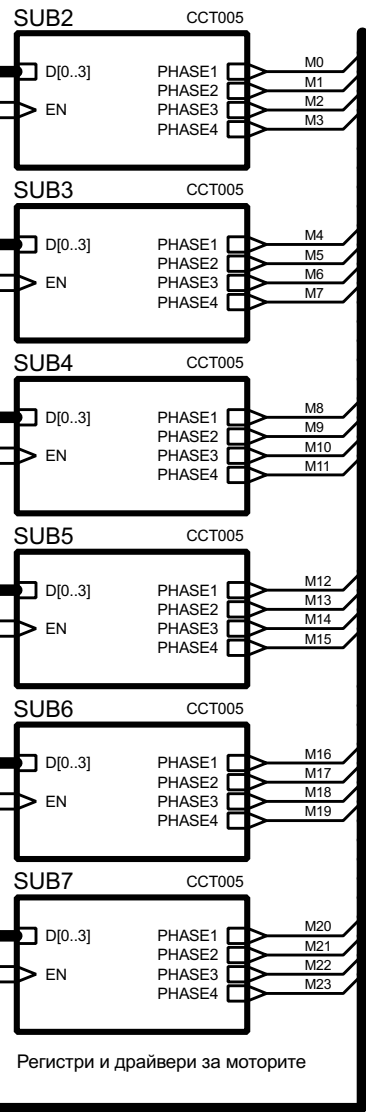 SUB2 CCT005
D[0..3] PHASE1 M0
PHASE2 M1
EN PHASE3 M2
PHASE4 M3
SUB3 CCT005
D[0..3] PHASE1 M4
PHASE2 M5
EN PHASE3 M6
PHASE4 M7
SUB4 CCT005
D[0..3] PHASE1 M8
PHASE2 M9
EN PHASE3 M10
PHASE4 M11
SUB5 CCT005
D[0..3] PHASE1 M12
PHASE2 M13
EN PHASE3 M14
PHASE4 M15
SUB6 CCT005
D[0..3] PHASE1 M16
PHASE2 M17
EN PHASE3 M18
PHASE4 M19
SUB7 CCT005
D[0..3] PHASE1 M20
PHASE2 M21
EN PHASE3 M22
PHASE4 M23
Регистри и драйвери за моторите